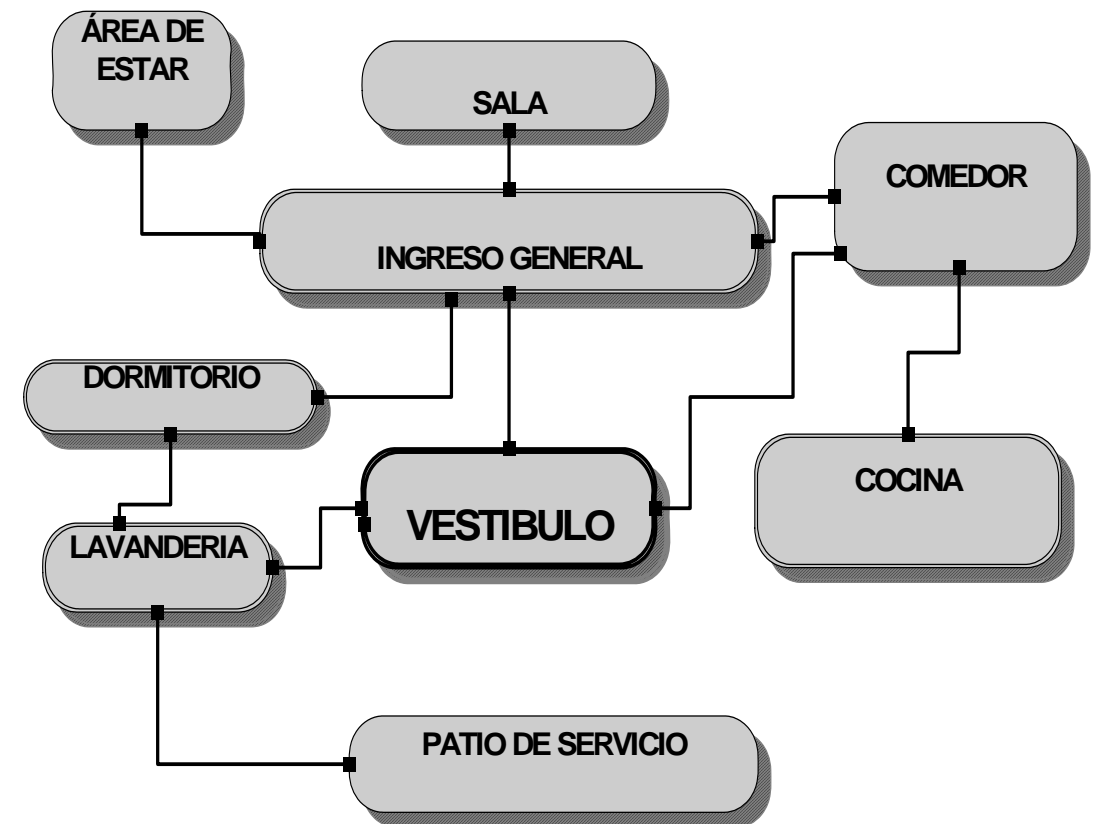 ÁREA DE
ESTAR
SALA
COMEDOR
INGRESO GENERAL
DORMITORIO
COCINA
VESTIBULO
LAVANDERIA
PATIO DE SERVICIO